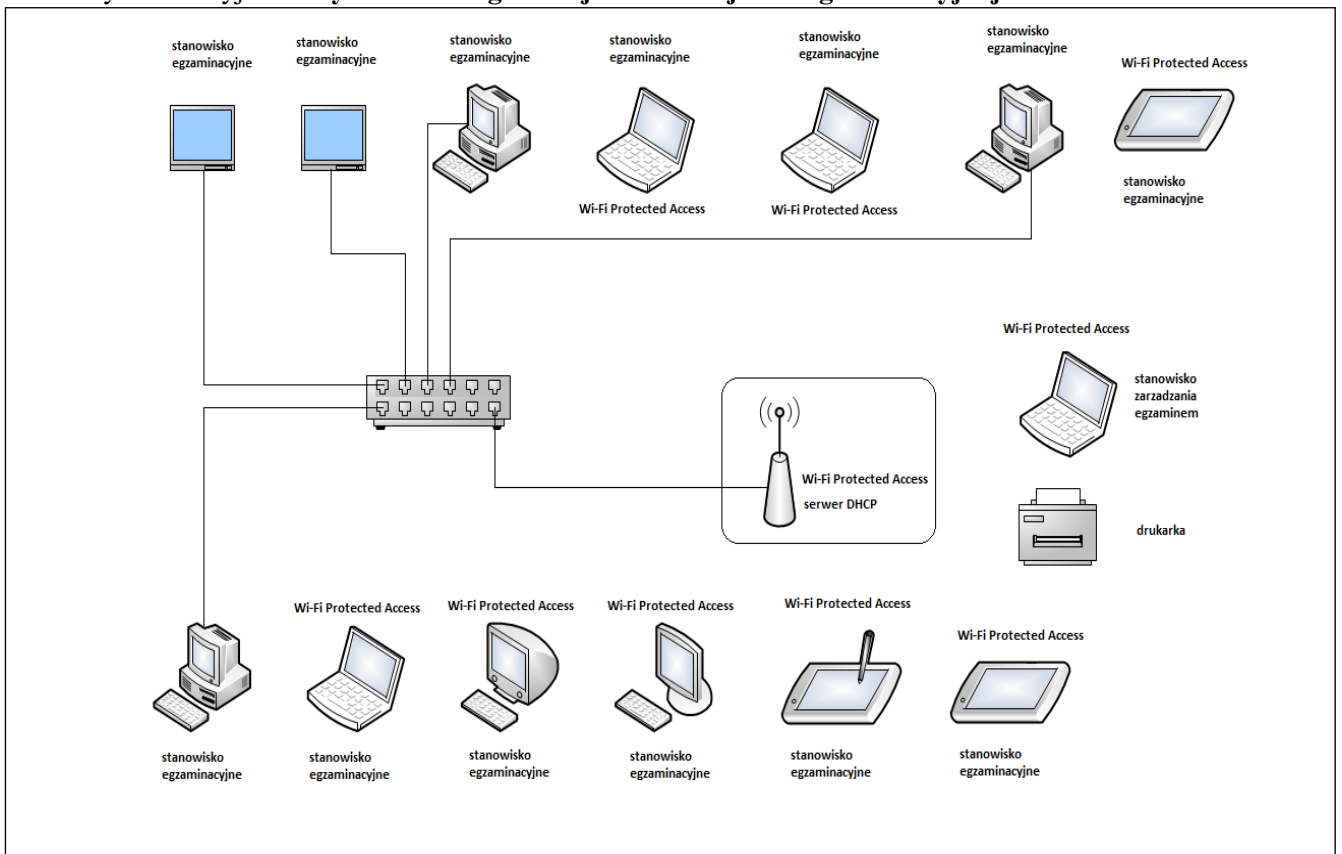 stanowisko
egzaminacyjne
stanowisko
egzaminacyjne
stanowisko
egzaminacyjne
stanowisko
egzaminacyjne
stanowisko
egzaminacyjne
stanowisko
egzaminacyjne
Wi-Fi Protected Access
stanowisko
egzaminacyjne
Wi-Fi Protected Access
Wi-Fi Protected Access
Wi-Fi Protected Access
stanowisko
zarzadzania
egzaminem
Wi-Fi Protected Access
serwer DHCP
drukarka
Wi-Fi Protected Access
Wi-Fi Protected Access
Wi-Fi Protected Access
Wi-Fi Protected Access
Wi-Fi Protected Access
stanowisko
egzaminacyjne
stanowisko
egzaminacyjne
stanowisko
egzaminacyjne
stanowisko
egzaminacyjne
stanowisko
egzaminacyjne
stanowisko
egzaminacyjne